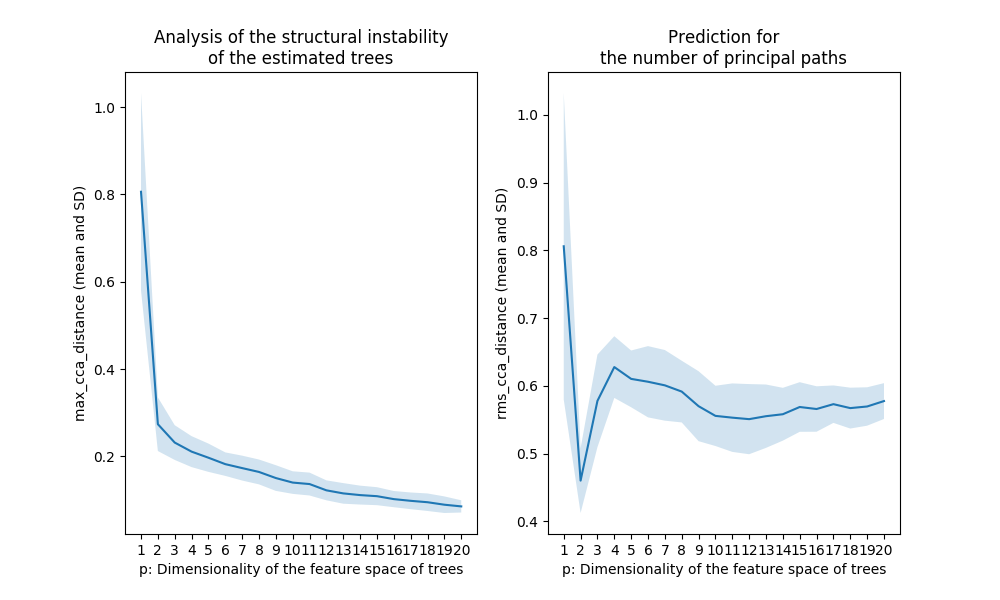 Analysis of the structural instability
of the estimated trees
max_cca_distance (mean and SD)
1.0
0.8
0.6
0.4
0.2
1 2 3 4 5 6 7 8 9 10 11 12 13 14 15 16 17 18 19 20
p: Dimensionality of the feature space of trees
Prediction for
the number of principal paths
rms_cca_distance (mean and SD)
1.0
0.9
0.8
0.7
0.6
0.5
0.4
1 2 3 4 5 6 7 8 9 10 11 12 13 14 15 16 17 18 19 20
p: Dimensionality of the feature space of trees